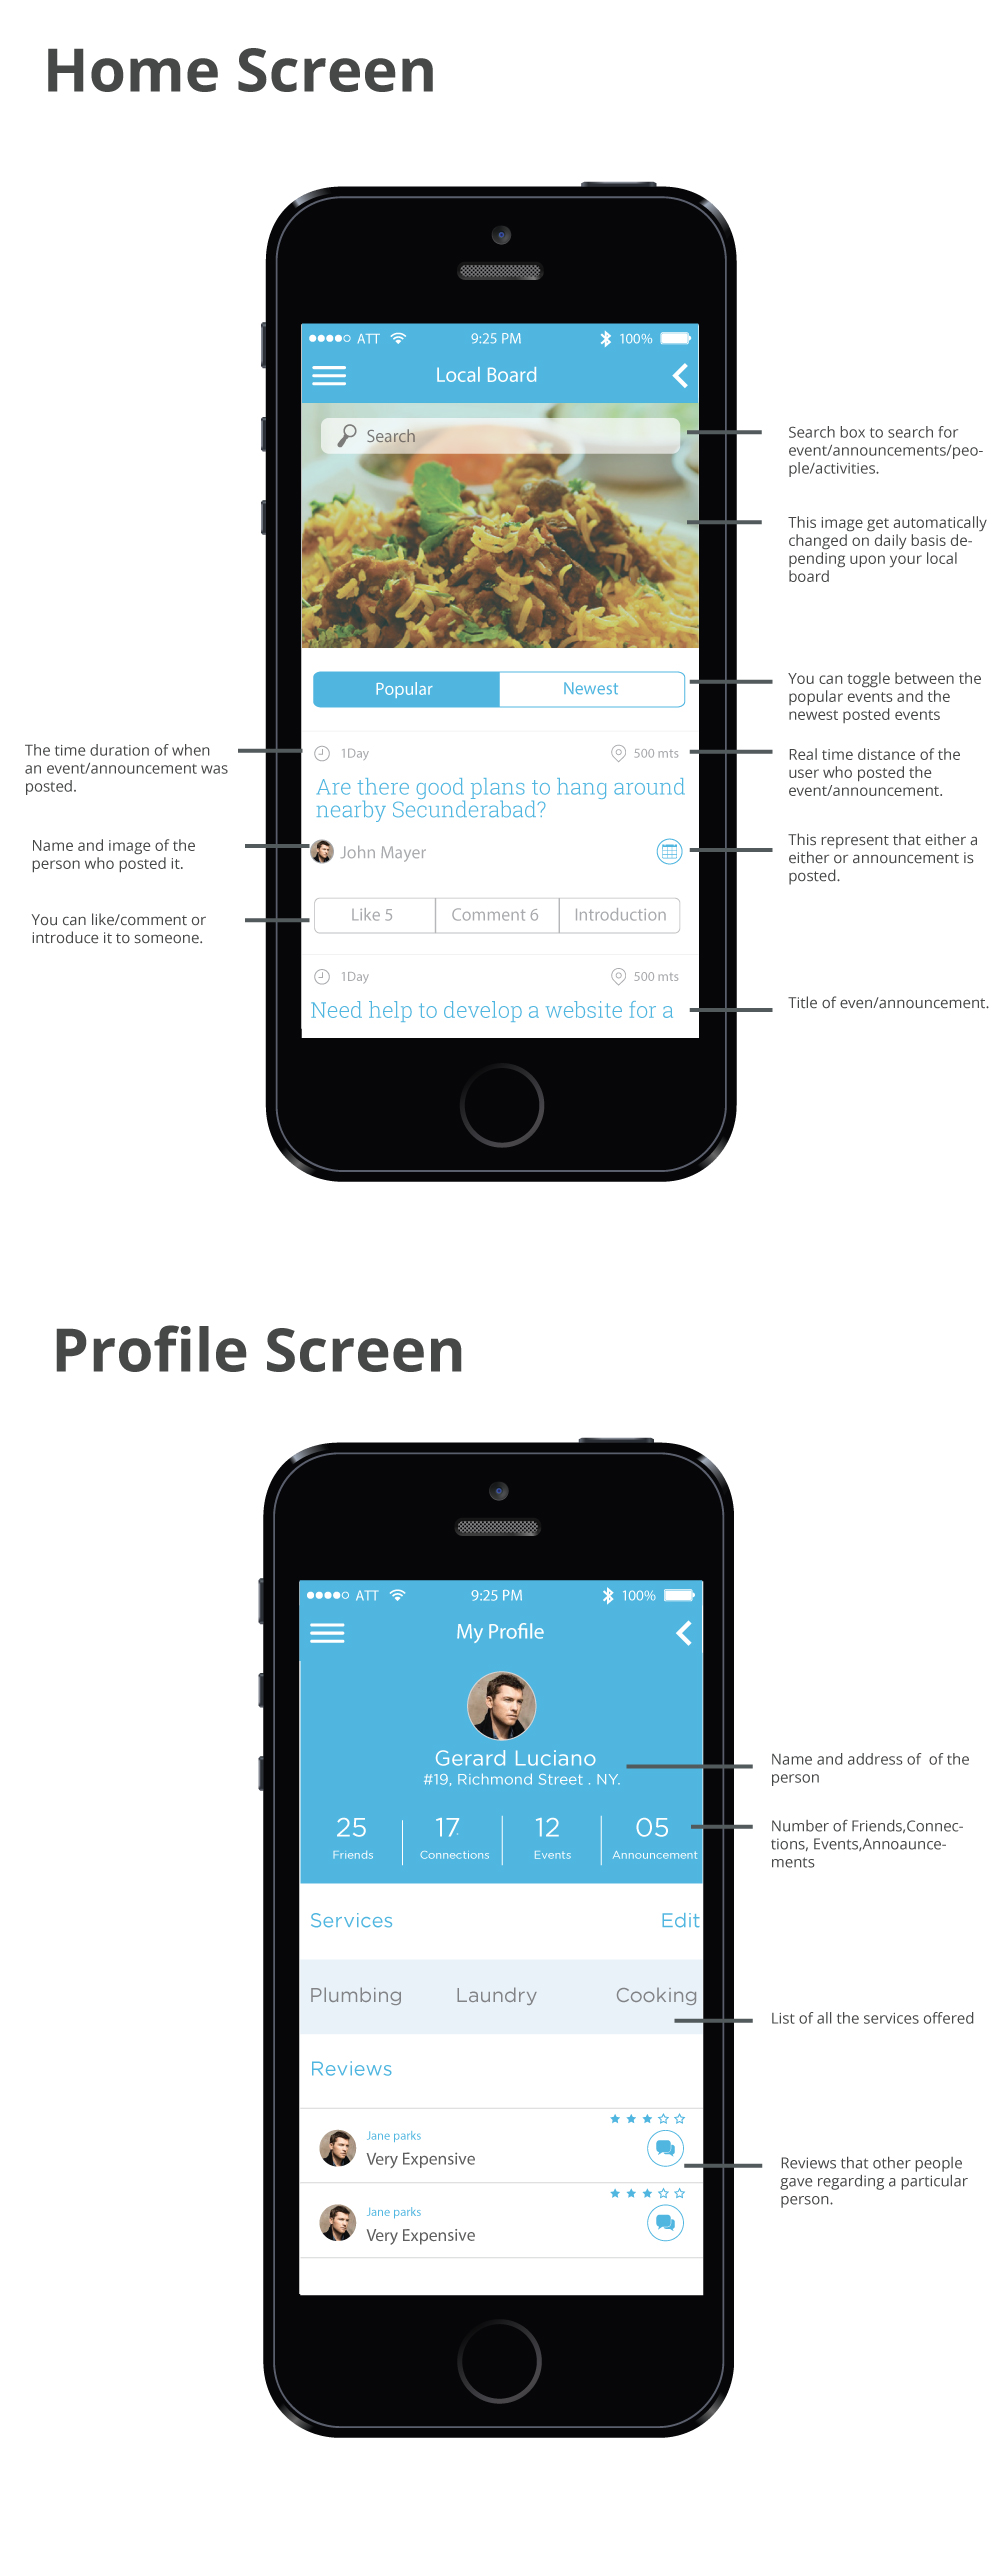 Home Screen
ATT 9:25 PM 100%
Local Board
Search
Search box to search for
event/announcements/peo-
ple/activities.
This image get automatically
changed on daily basis de-
pending upon your local
board
Popular Newest
You can toggle between the
popular events and the
newest posted events
The time duration of when
an event/announcement was
posted.
1Day 500 mts
Real time distance of the
user who posted the
event/announcement.
Are there good plans to hang around
nearby Secunderabad?
Name and image of the
person who posted it.
John Mayer
This represent that either a
either or announcement is
posted.
You can like/comment or
introduce it to someone.
Like 5 Comment 6 Introduction
1Day 500 mts
Need help to develop a website for a
Title of even/announcement.
Profile Screen
ATT 9:25 PM 100%
My Profile
Gerard Luciano
#19, Richmond Street . NY.
Name and address of of the
person
25 17. 12 05
Friends Connections Events Announcement
Number of Friends,Connec-
tions, Events,Annoaunce-
ments
Services Edit
Plumbing Laundry Cooking
List of all the services offered
Reviews
Jane parks
Very Expensive
Reviews that other people
gave regarding a particular
person.
Jane parks
Very Expensive